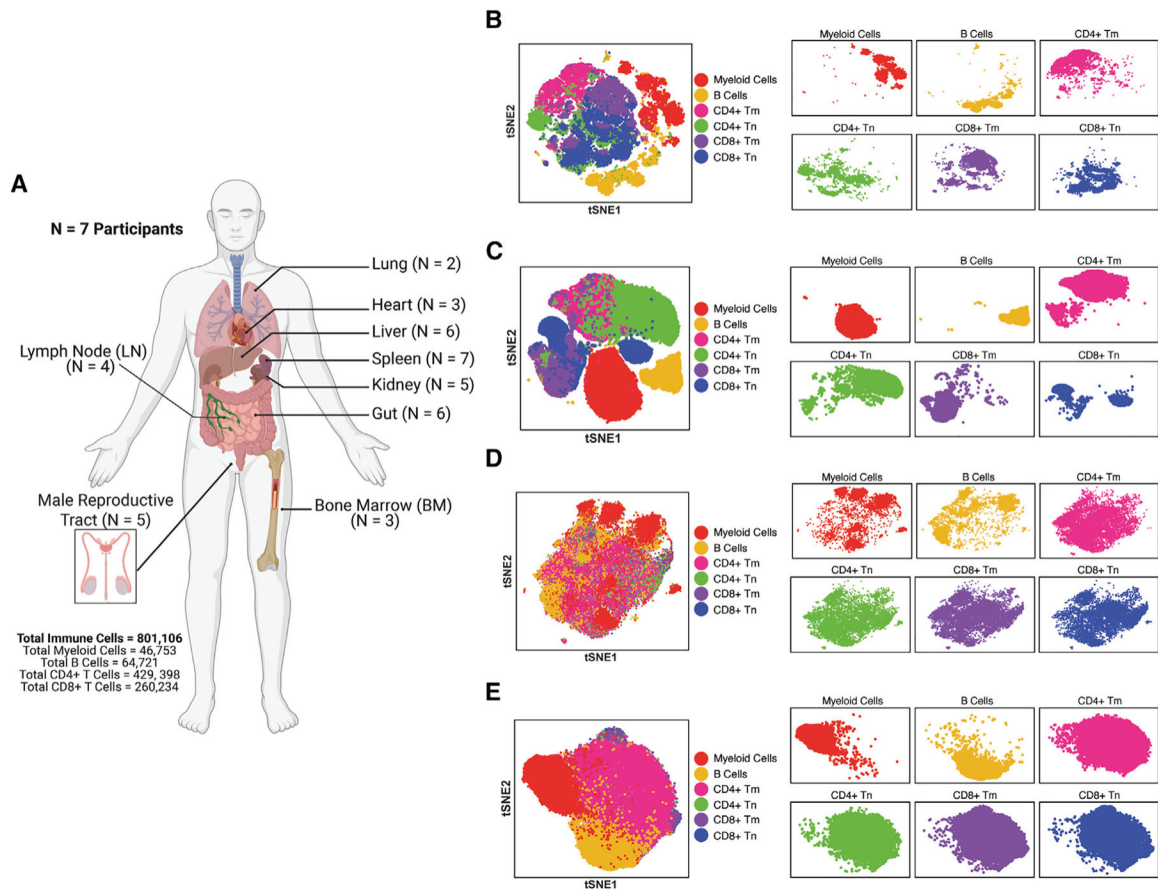 A
N = 7 Participants
Lung (N = 2)
Heart (N = 3)
Liver (N = 6)
Spleen (N = 7)
Kidney (N = 5)
Gut (N = 6)
Lymph Node (LN)
(N = 4)
Male Reproductive
Tract (N = 5)
Bone Marrow (BM)
(N = 3)
Total Immune Cells = 801,106
Total Myeloid Cells = 46,753
Total B Cells = 64,721
Total CD4+ T Cells = 429, 398
Total CD8+ T Cells = 260,234
B
tSNE2
tSNE1
Myeloid Cells
B Cells
CD4+ Tm
CD4+ Tn
CD8+ Tm
CD8+ Tn
Myeloid Cells
B Cells
CD4+ Tm
CD4+ Tn
CD8+ Tm
CD8+ Tn
C
tSNE2
tSNE1
Myeloid Cells
B Cells
CD4+ Tm
CD4+ Tn
CD8+ Tm
CD8+ Tn
Myeloid Cells
B Cells
CD4+ Tm
CD4+ Tn
CD8+ Tm
CD8+ Tn
D
tSNE2
tSNE1
Myeloid Cells
B Cells
CD4+ Tm
CD4+ Tn
CD8+ Tm
CD8+ Tn
Myeloid Cells
B Cells
CD4+ Tm
CD4+ Tn
CD8+ Tm
CD8+ Tn
E
tSNE2
tSNE1
Myeloid Cells
B Cells
CD4+ Tm
CD4+ Tn
CD8+ Tm
CD8+ Tn
Myeloid Cells
B Cells
CD4+ Tm
CD4+ Tn
CD8+ Tm
CD8+ Tn